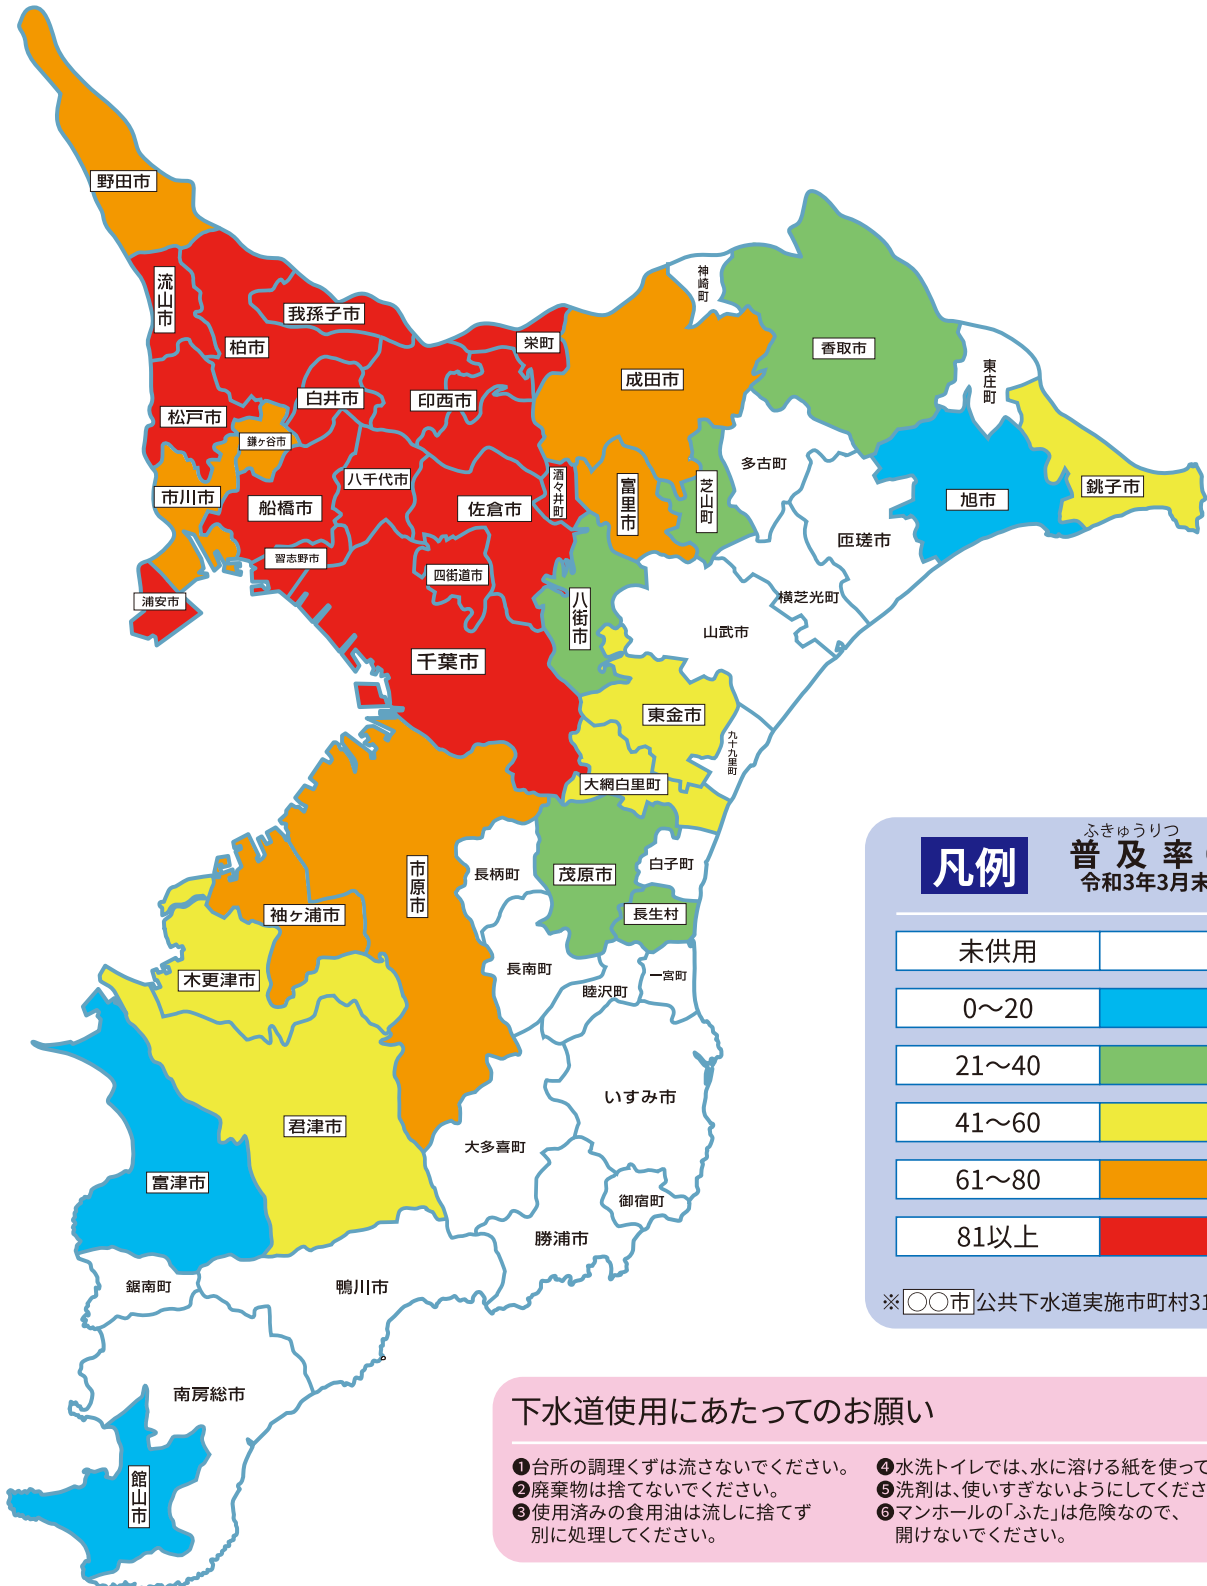 野田市
流山市
我孫子市
柏市
栄町
神崎町
香取市
東庄町
成田市
白井市
印西市
松戸市
鎌ヶ谷市
八千代市
酒々井町
富里市
芝山町
多古町
旭市
銚子市
市川市
船橋市
佐倉市
匝瑳市
習志野市
四街道市
浦安市
八街市
横芝光町
山武市
千葉市
東金市
九十九里町
大網白里町
白子町
市原市
長柄町
茂原市
長生村
袖ヶ浦市
木更津市
長南町
睦沢町
一宮町
いすみ市
君津市
大多喜町
富津市
御宿町
勝浦市
鋸南町
鴨川市
南房総市
館山市
凡例
ふきゅうりつ
普及率
令和3年3月末
未供用
0〜20
21〜40
41〜60
61〜80
81以上
※○○市公共下水道実施市町村31
下水道使用にあたってのお願い
❶台所の調理くずは流さないでください。
❷廃棄物は捨てないでください。
❸使用済みの食用油は流しに捨てず
別に処理してください。
❹水洗トイレでは、水に溶ける紙を使って
❺洗剤は、使いすぎないようにしてくださ
❻マンホールの「ふた」は危険なので、
開けないでください。